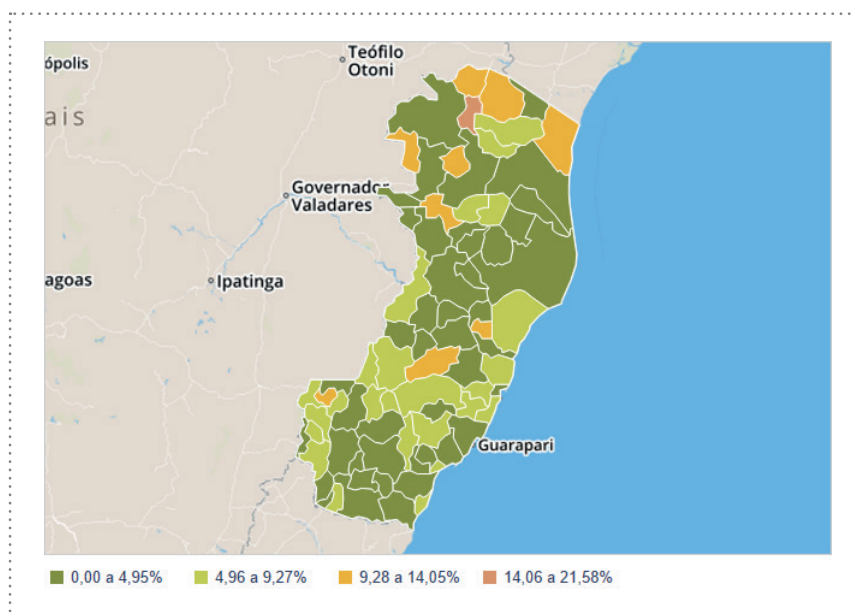 Teófilo
Otoni
ópolis
ais
Governador
Valadares
agoas
Ipatinga
Guarapari
0,00 a 4,95%
4,96 a 9,27%
9,28 a 14,05%
14,06 a 21,58%